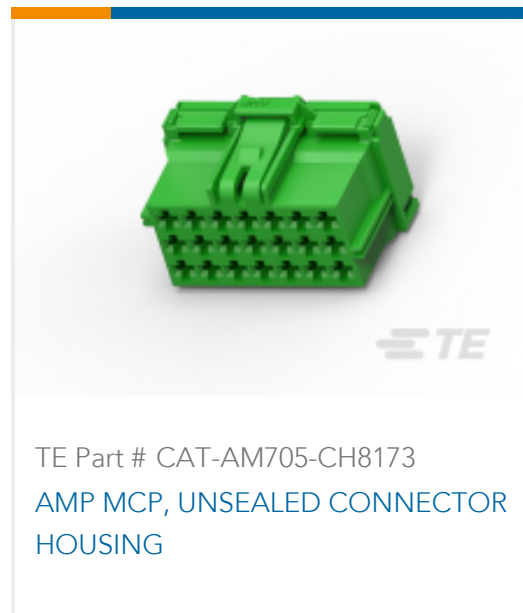 TE
TE Part # CAT-AM705-CH8173
AMP MCP, UNSEALED CONNECTOR
HOUSING